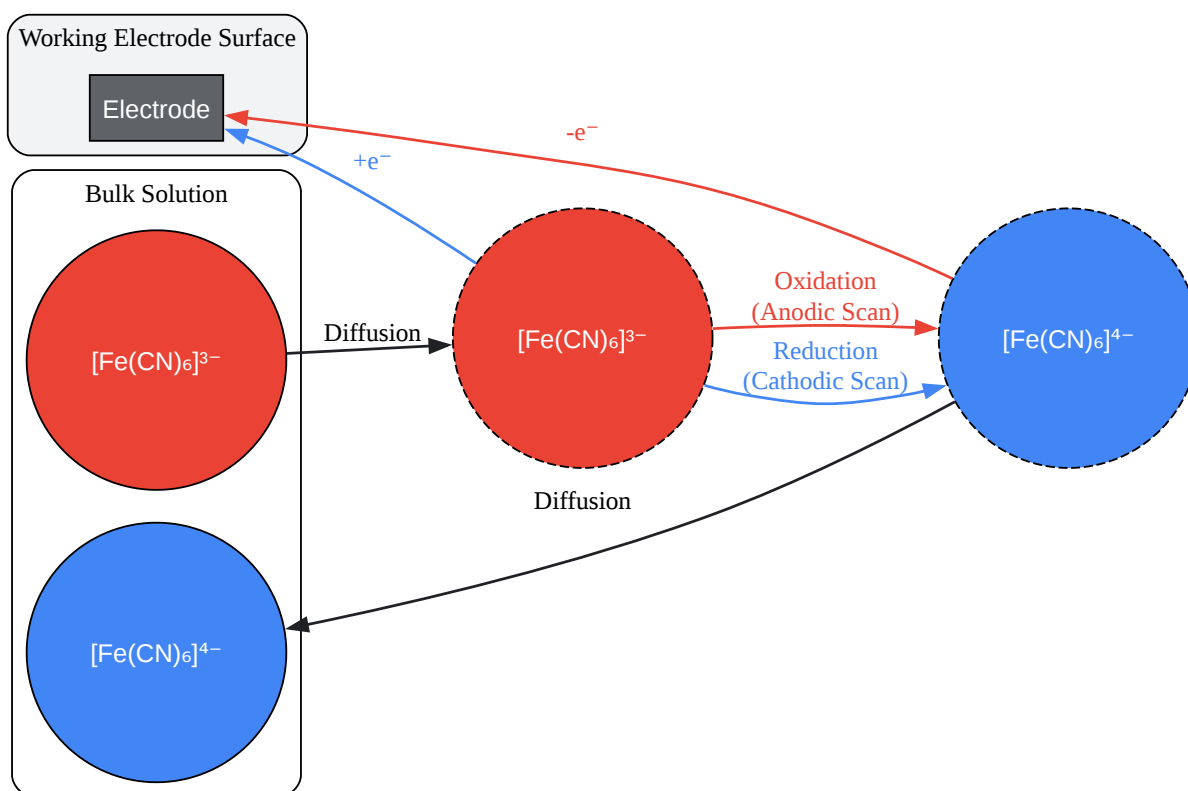 Working Electrode Surface
Electrode
-e⁻
+e⁻
Bulk Solution
[Fe(CN)₆]³⁻
Diffusion
[Fe(CN)₆]³⁻
Oxidation
(Anodic Scan)
Reduction
(Cathodic Scan)
[Fe(CN)₆]⁴⁻
Diffusion
[Fe(CN)₆]⁴⁻